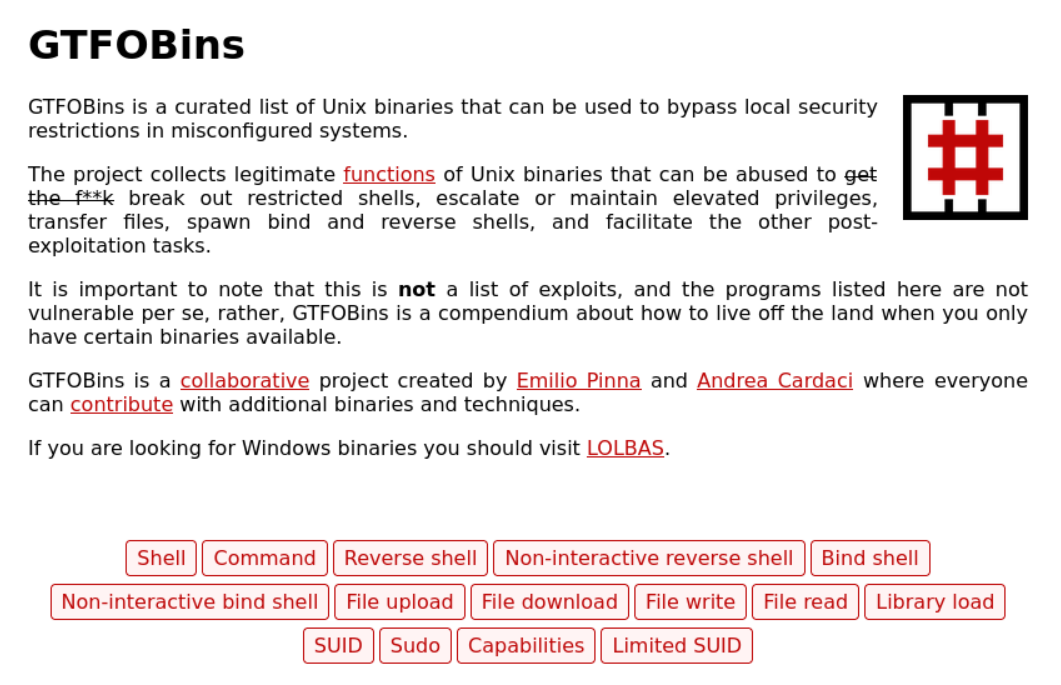 GTFOBins
GTFOBins is a curated list of Unix binaries that can be used to bypass local security
restrictions in misconfigured systems.
The project collects legitimate functions of Unix binaries that can be abused to get
the f**k break out restricted shells, escalate or maintain elevated privileges,
transfer files, spawn bind and reverse shells, and facilitate the other post-
exploitation tasks.
It is important to note that this is not a list of exploits, and the programs listed here are not
vulnerable per se, rather, GTFOBins is a compendium about how to live off the land when you only
have certain binaries available.
GTFOBins is a collaborative project created by Emilio Pinna and Andrea Cardaci where everyone
can contribute with additional binaries and techniques.
If you are looking for Windows binaries you should visit LOLBAS.
Shell Command Reverse shell Non-interactive reverse shell Bind shell
Non-interactive bind shell File upload File download File write File read Library load
SUID Sudo Capabilities Limited SUID